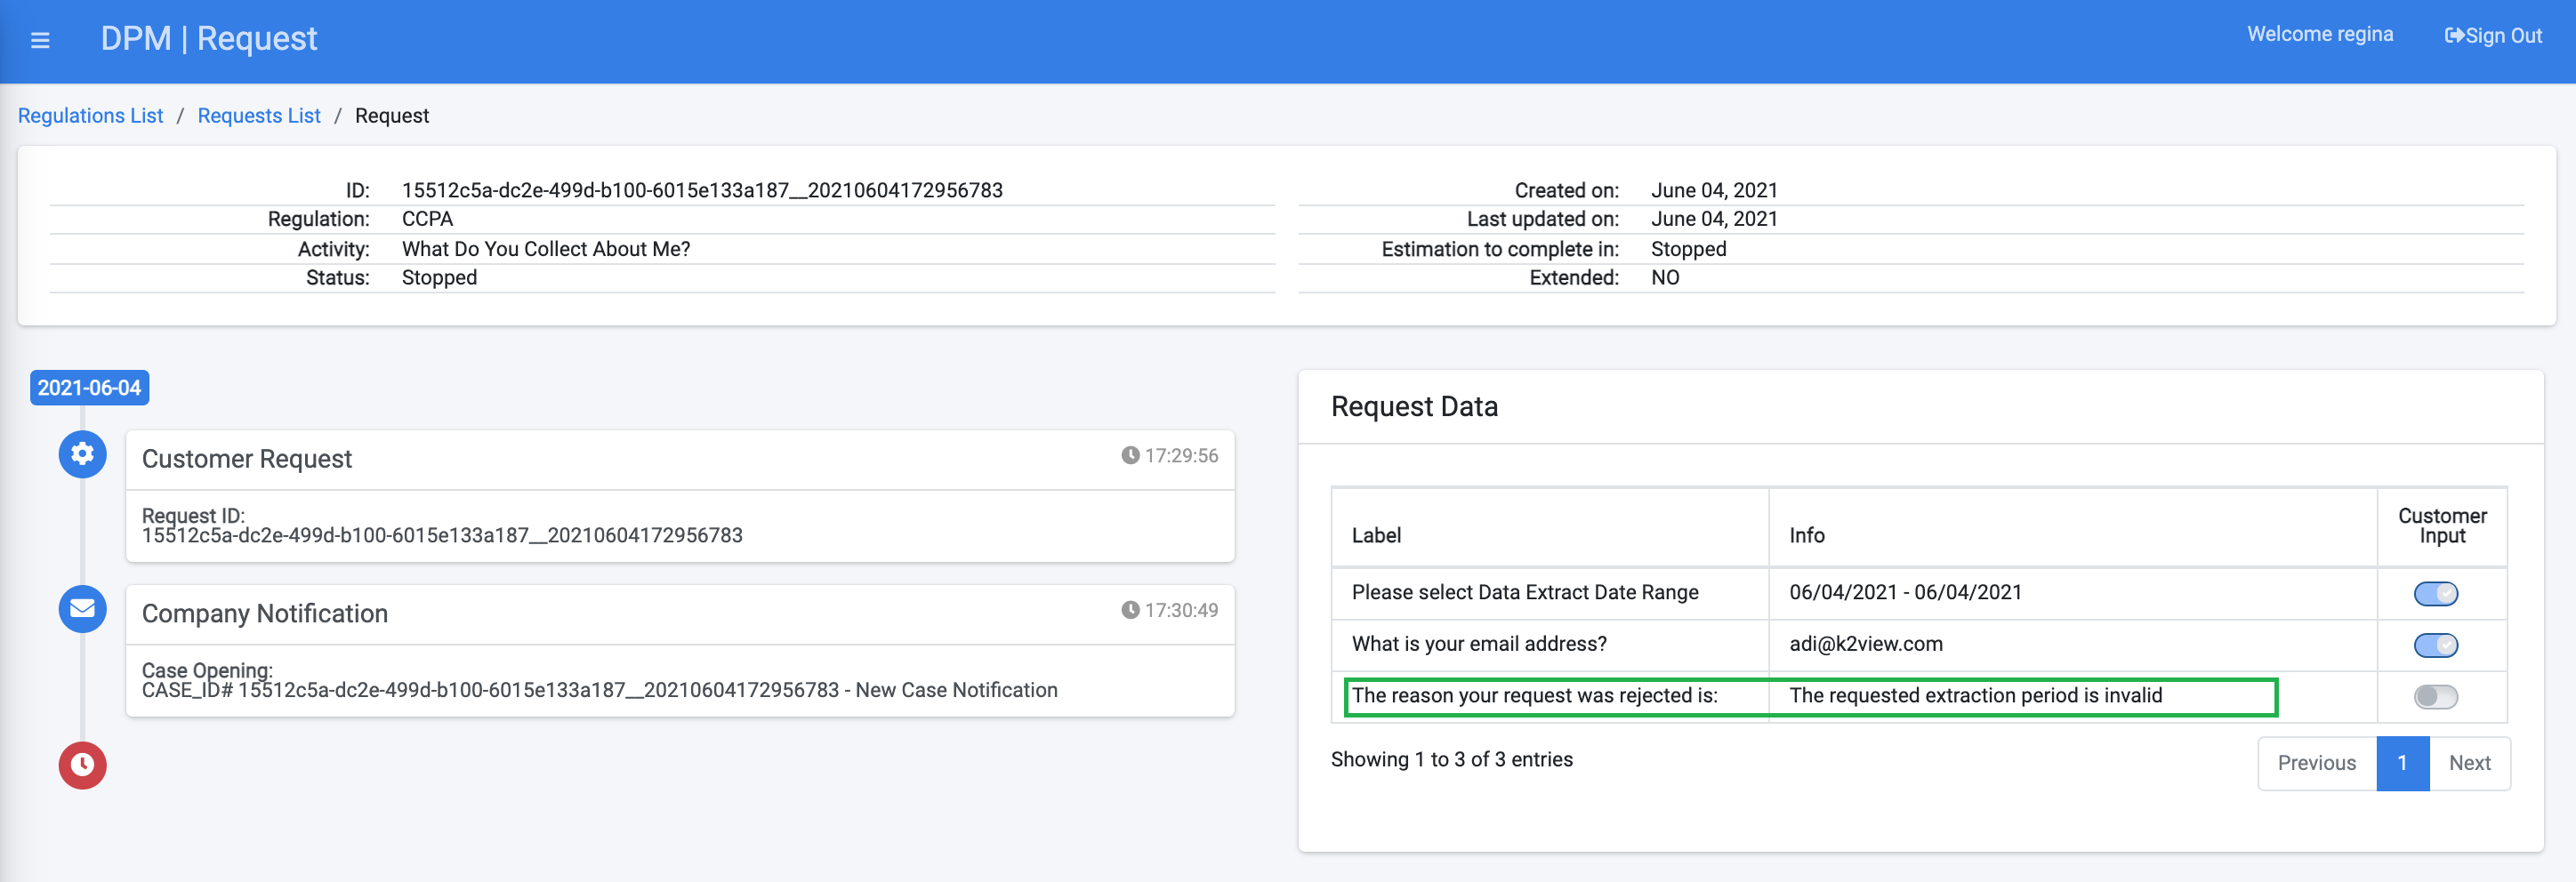 DPM | Request
Welcome regina
Sign Out
Regulations List / Requests List / Request
ID: 15512c5a-dc2e-499d-b100-6015e133a187__20210604172956783
Regulation: CCPA
Activity: What Do You Collect About Me?
Status: Stopped
Created on: June 04, 2021
Last updated on: June 04, 2021
Estimation to complete in: Stopped
Extended: NO
2021-06-04
Customer Request 17:29:56
Request ID:
15512c5a-dc2e-499d-b100-6015e133a187__20210604172956783
Company Notification 17:30:49
Case Opening:
CASE_ID# 15512c5a-dc2e-499d-b100-6015e133a187__20210604172956783 - New Case Notification
Request Data
Label Info Customer Input
Please select Data Extract Date Range 06/04/2021 - 06/04/2021
What is your email address? adi@k2view.com
The reason your request was rejected is: The requested extraction period is invalid
Showing 1 to 3 of 3 entries
Previous 1 Next